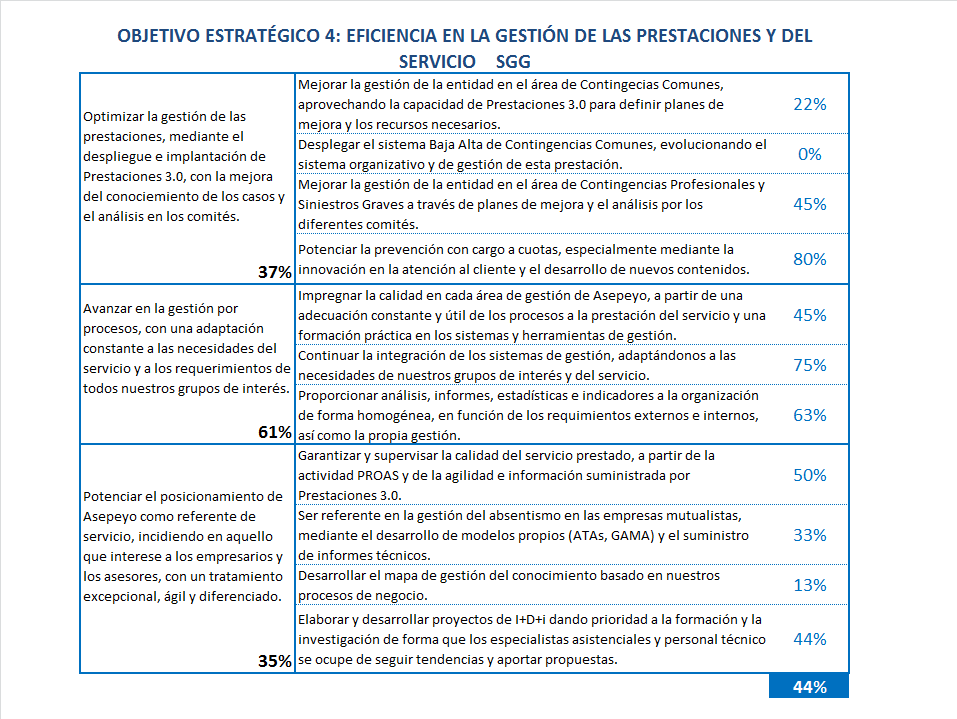 OBJETIVO ESTRATÉGICO 4: EFICIENCIA EN LA GESTIÓN DE LAS PRESTACIONES Y DEL
SERVICIO SGG
Optimizar la gestión de las
prestaciones, mediante el
despliegue e implantación de
Prestaciones 3.0, con la mejora
del conociemiento de los casos y
el análisis en los comités.
37%
Mejorar la gestión de la entidad en el área de Contingecias Comunes,
aprovechando la capacidad de Prestaciones 3.0 para definir planes de
mejora y los recursos necesarios.
22%
Desplegar el sistema Baja Alta de Contingencias Comunes, evolucionando el
sistema organizativo y de gestión de esta prestación.
0%
Mejorar la gestión de la entidad en el área de Contingencias Profesionales y
Siniestros Graves a través de planes de mejora y el análisis por los
diferentes comités.
45%
Potenciar la prevención con cargo a cuotas, especialmente mediante la
innovación en la atención al cliente y el desarrollo de nuevos contenidos.
80%
Avanzar en la gestión por
procesos, con una adaptación
constante a las necesidades del
servicio y a los requerimientos de
todos nuestros grupos de interés.
61%
Impregnar la calidad en cada área de gestión de Asepeyo, a partir de una
adecuación constante y útil de los procesos a la prestación del servicio y una
formación práctica en los sistemas y herramientas de gestión.
45%
Continuar la integración de los sistemas de gestión, adaptándonos a las
necesidades de nuestros grupos de interés y del servicio.
75%
Proporcionar análisis, informes, estadísticas e indicadores a la organización
de forma homogénea, en función de los requimientos externos e internos,
así como la propia gestión.
63%
Potenciar el posicionamiento de
Asepeyo como referente de
servicio, incidiendo en aquello
que interese a los empresarios y
los asesores, con un tratamiento
excepcional, ágil y diferenciado.
35%
Garantizar y supervisar la calidad del servicio prestado, a partir de la
actividad PROAS y de la agilidad e información suministrada por
Prestaciones 3.0.
50%
Ser referente en la gestión del absentismo en las empresas mutualistas,
mediante el desarrollo de modelos propios (ATAs, GAMA) y el suministro
de informes técnicos.
33%
Desarrollar el mapa de gestión del conocimiento basado en nuestros
procesos de negocio.
13%
Elaborar y desarrollar proyectos de I+D+i dando prioridad a la formación y la
investigación de forma que los especialistas asistenciales y personal técnico
se ocupe de seguir tendencias y aportar propuestas.
44%
44%